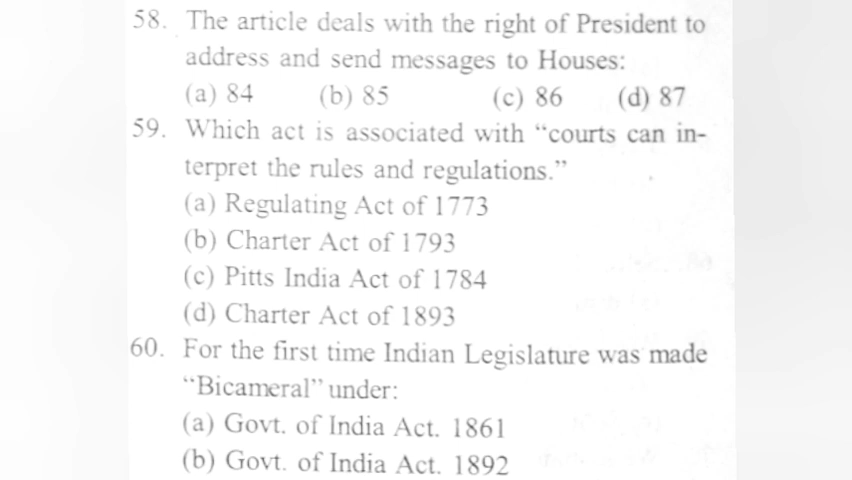 58. The article deals with the right of President to
address and send messages to Houses:
(a) 84 (b) 85 (c) 86 (d) 87
59. Which act is associated with “courts can in-
terpret the rules and regulations.”
(a) Regulating Act of 1773
(b) Charter Act of 1793
(c) Pitts India Act of 1784
(d) Charter Act of 1893
60. For the first time Indian Legislature was made
“Bicameral” under:
(a) Govt. of India Act. 1861
(b) Govt. of India Act. 1892